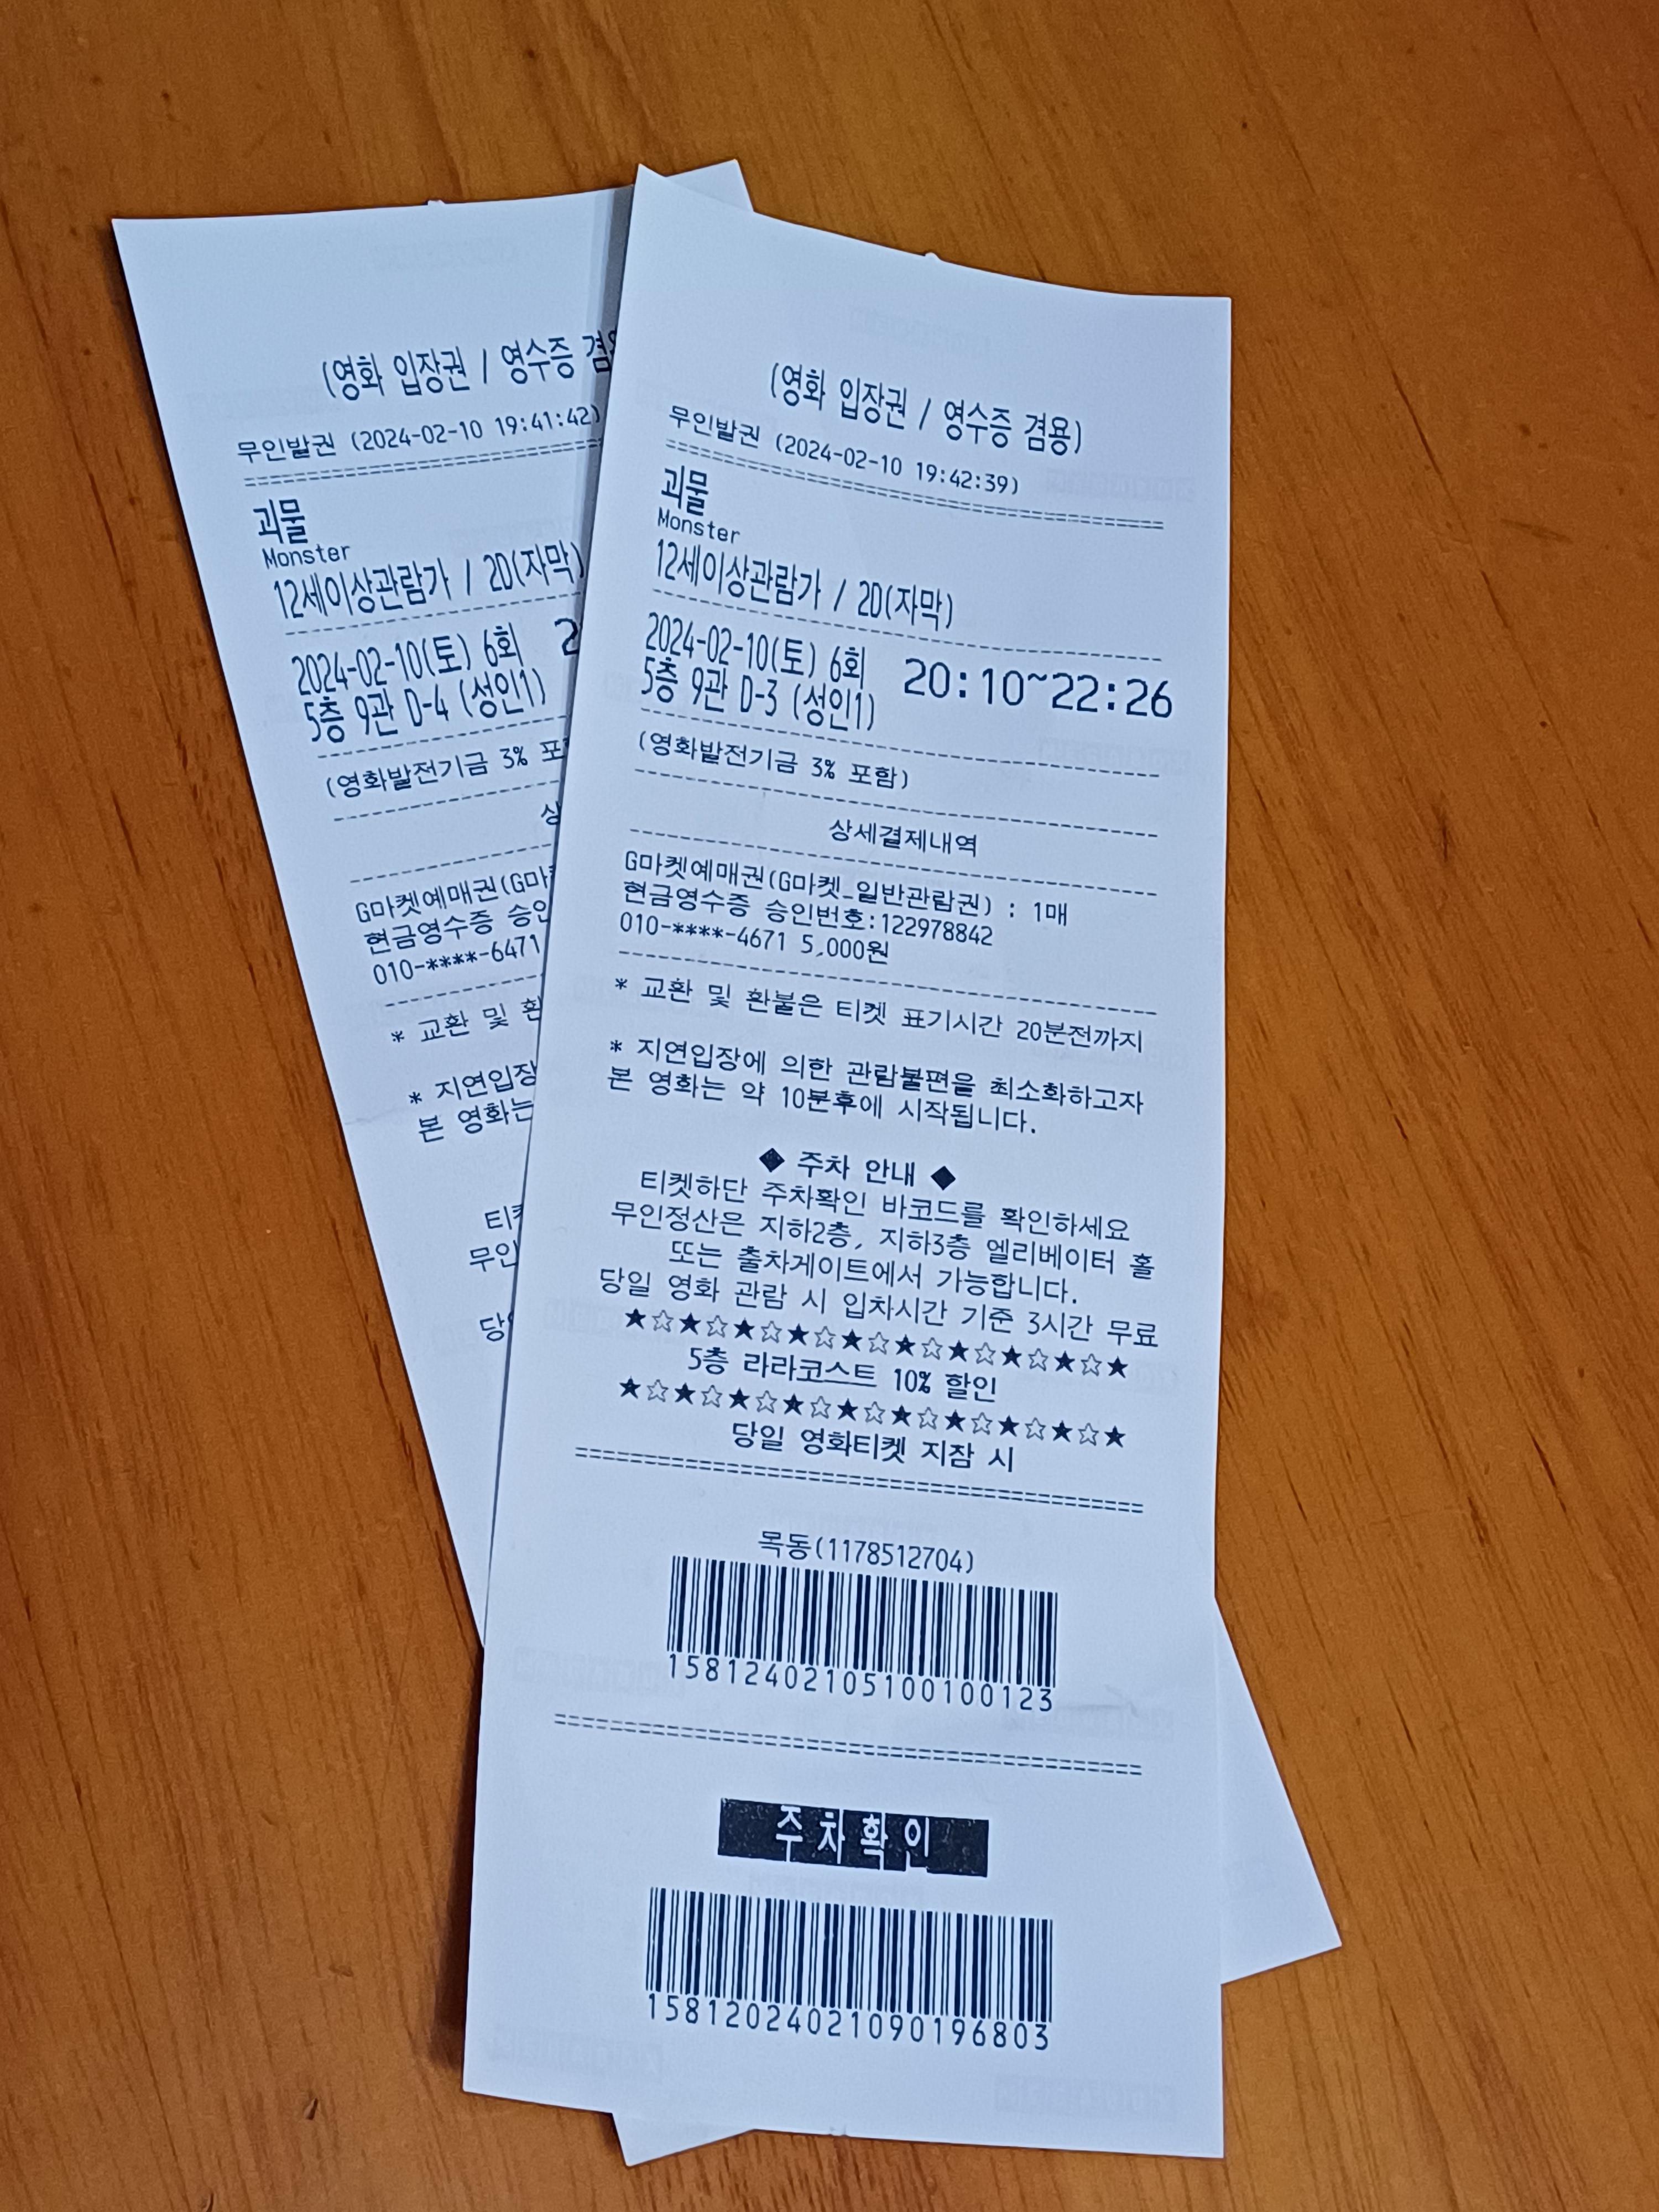 (영화 입장권 / 영수증 겸용
무인발권 (2024-02-10 19:41:42)
================================
괴물
Monster
12세이상관람가 / 2D(자막)
2024-02-10(토) 6회
5층 9관 D-4 (성인1)
(영화발전기금 3%
G마켓예매권(G마켓
현금영수증
010-****-6471
* 교환 및
* 지연입장
본 영화는
(영화 입장권 / 영수증 겸용)
무인발권 (2024-02-10 19:42:39)
================================
괴물
Monster
12세이상관람가 / 2D(자막)
2024-02-10(토) 6회 20:10~22:26
5층 9관 D-3 (성인1)
(영화발전기금 3% 포함)
상세결제내역
G마켓예매권(G마켓_일반관람권) : 1매
현금영수증 승인번호:122978842
010-****-4671 5,000원
* 교환 및 환불은 티켓 표기시간 20분전까지
* 지연입장에 의한 관람불편을 최소화하고자
본 영화는 약 10분후에 시작됩니다.
◆ 주차 안내 ◆
티켓하단 주차확인 바코드를 확인하세요
무인정산은 지하2층, 지하3층 엘리베이터 홀
또는 출차게이트에서 가능합니다.
당일 영화 관람 시 입차시간 기준 3시간 무료
★☆★☆★☆★☆★☆★☆★☆★☆★☆★
5층 라라코스트 10% 할인
★☆★☆★☆★☆★☆★☆★☆★☆★☆★
당일 영화티켓 지참 시
================================
목동(1178512704)
15812402105100100123
================================
주차확인
15812024021090196803